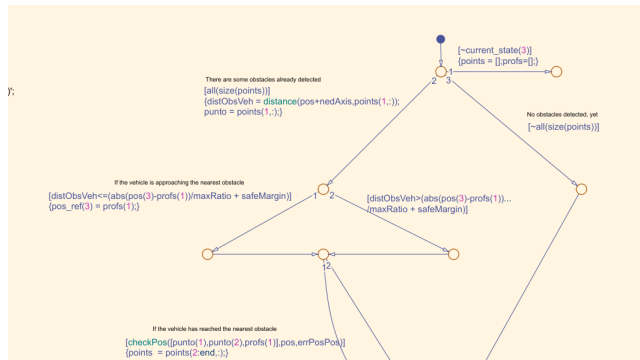 [~current_state(3)]
{points = [];profs=[];}
1
2
3
There are some obstacles already detected
[all(size(points))]
{distObsVeh = distance(pos+nedAxis,points(1,:));
punto = points(1,:);}
)';
No obstacles detected, yet
[~all(size(points))]
If the vehicle is approaching the nearest obstacle
[distObsVeh<=(abs(pos(3)-profs(1))/maxRatio + safeMargin)]
{pos_ref(3) = profs(1);}
1
2
[distObsVeh>(abs(pos(3)-profs(1))...
/maxRatio + safeMargin)]
1
2
If the vehicle has reached the nearest obstacle
[checkPos([punto(1),punto(2),profs(1)],pos,errPosPos)]
{points = points(2:end,:);}